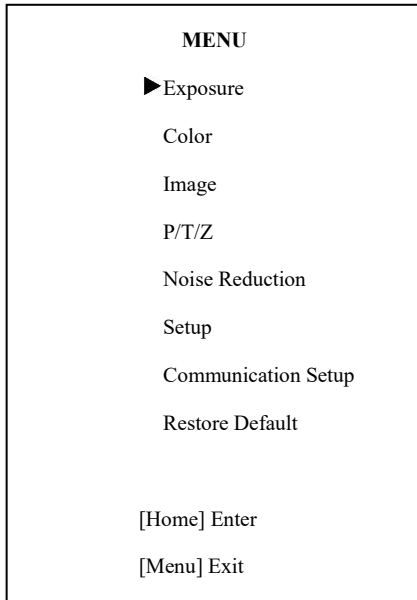 MENU
▶Exposure
Color
Image
P/T/Z
Noise Reduction
Setup
Communication Setup
Restore Default
[Home] Enter
[Menu] Exit